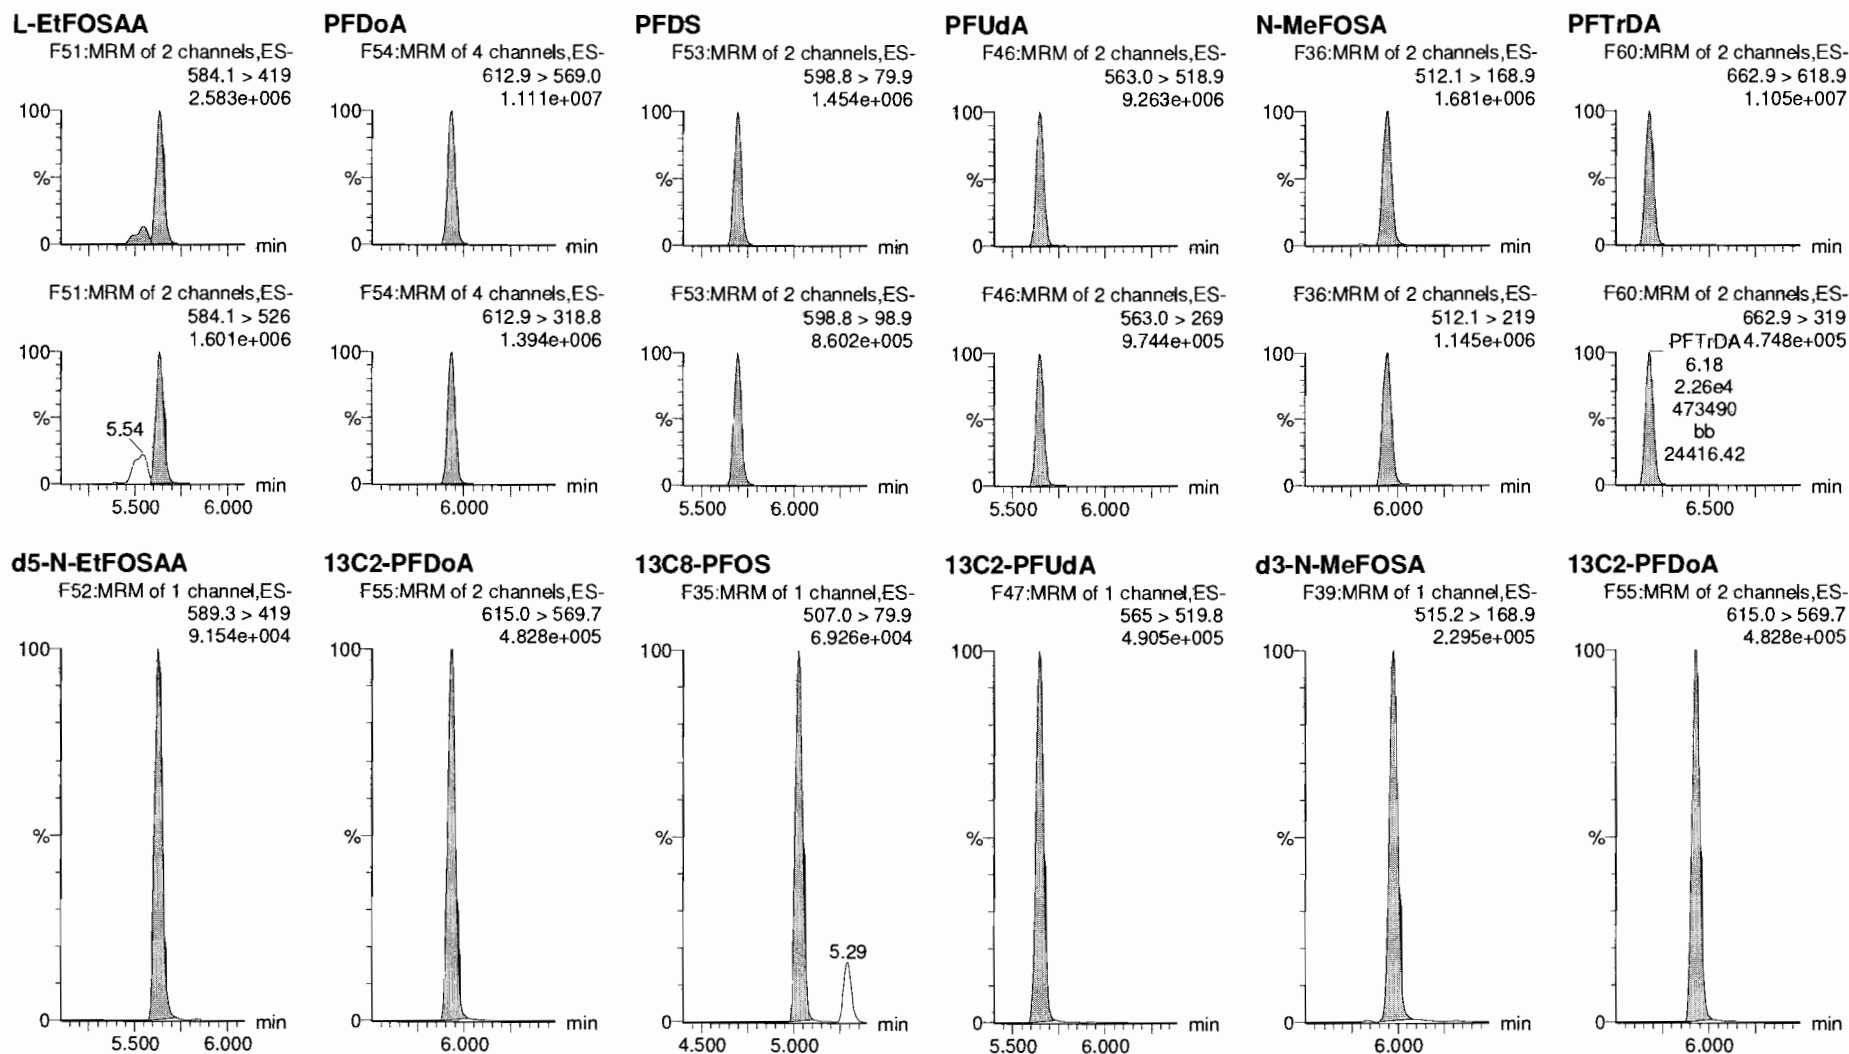 L-EtFOSAA
F51:MRM of 2 channels,ES-
584.1 > 419
2.583e+006
100
%
0
min
PFDoA
F54:MRM of 4 channels,ES-
612.9 > 569.0
1.111e+007
100
%
0
min
PFDS
F53:MRM of 2 channels,ES-
598.8 > 79.9
1.454e+006
100
%
0
min
PFUdA
F46:MRM of 2 channels,ES-
563.0 > 518.9
9.263e+006
100
%
0
min
N-MeFOSA
F36:MRM of 2 channels,ES-
512.1 > 168.9
1.681e+006
100
%
0
min
PFTrDA
F60:MRM of 2 channels,ES-
662.9 > 618.9
1.105e+007
100
%
0
min
F51:MRM of 2 channels,ES-
584.1 > 526
1.601e+006
100
5.54
%
0
min
5.500 6.000
F54:MRM of 4 channels,ES-
612.9 > 318.8
1.394e+006
100
%
0
min
6.000
F53:MRM of 2 channels,ES-
598.8 > 98.9
8.602e+005
100
%
0
min
5.500 6.000
F46:MRM of 2 channels,ES-
563.0 > 269
9.744e+005
100
%
0
min
5.500 6.000
F36:MRM of 2 channels,ES-
512.1 > 219
1.145e+006
100
%
0
min
6.000
F60:MRM of 2 channels,ES-
662.9 > 319
PFTrDA 4.748e+005
100
6.18
2.26e4
473490
bb
24416.42
%
0
min
6.500
d5-N-EtFOSAA
F52:MRM of 1 channel,ES-
589.3 > 419
9.154e+004
100
%
0
min
5.500 6.000
13C2-PFDoA
F55:MRM of 2 channels,ES-
615.0 > 569.7
4.828e+005
100
%
0
min
6.000
13C8-PFOS
F35:MRM of 1 channel,ES-
507.0 > 79.9
6.926e+004
100
%
5.29
0
min
4.500 5.000
13C2-PFUdA
F47:MRM of 1 channel,ES-
565 > 519.8
4.905e+005
100
%
0
min
5.500 6.000
d3-N-MeFOSA
F39:MRM of 1 channel,ES-
515.2 > 168.9
2.295e+005
100
%
0
min
6.000
13C2-PFDoA
F55:MRM of 2 channels,ES-
615.0 > 569.7
4.828e+005
100
%
0
min
6.000